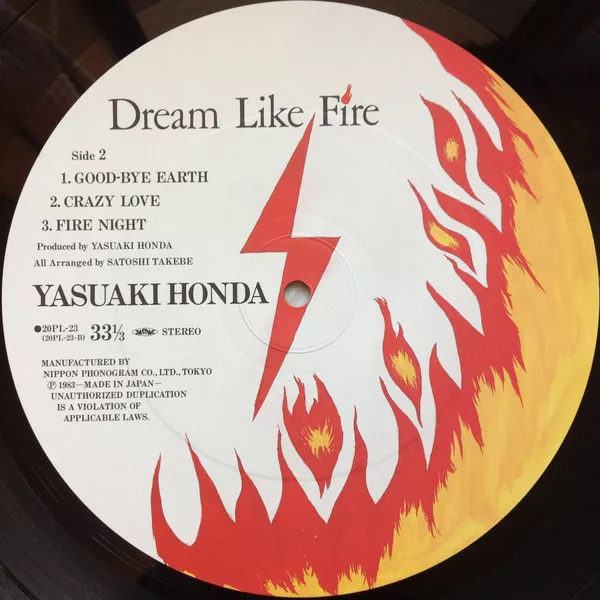 Dream Like Fire
Side 2
1. GOOD-BYE EARTH
2. CRAZY LOVE
3. FIRE NIGHT
Produced by YASUAKI HONDA
All Arranged by SATOSHI TAKEBE
YASUAKI HONDA
●20PL-23
(20PL-23-B)
33 1/3
STEREO
MANUFACTURED BY
NIPPON PHONOGRAM CO., LTD., TOKYO
Ⓟ 1983—MADE IN JAPAN—
UNAUTHORIZED DUPLICATION
IS A VIOLATION OF
APPLICABLE LAWS.